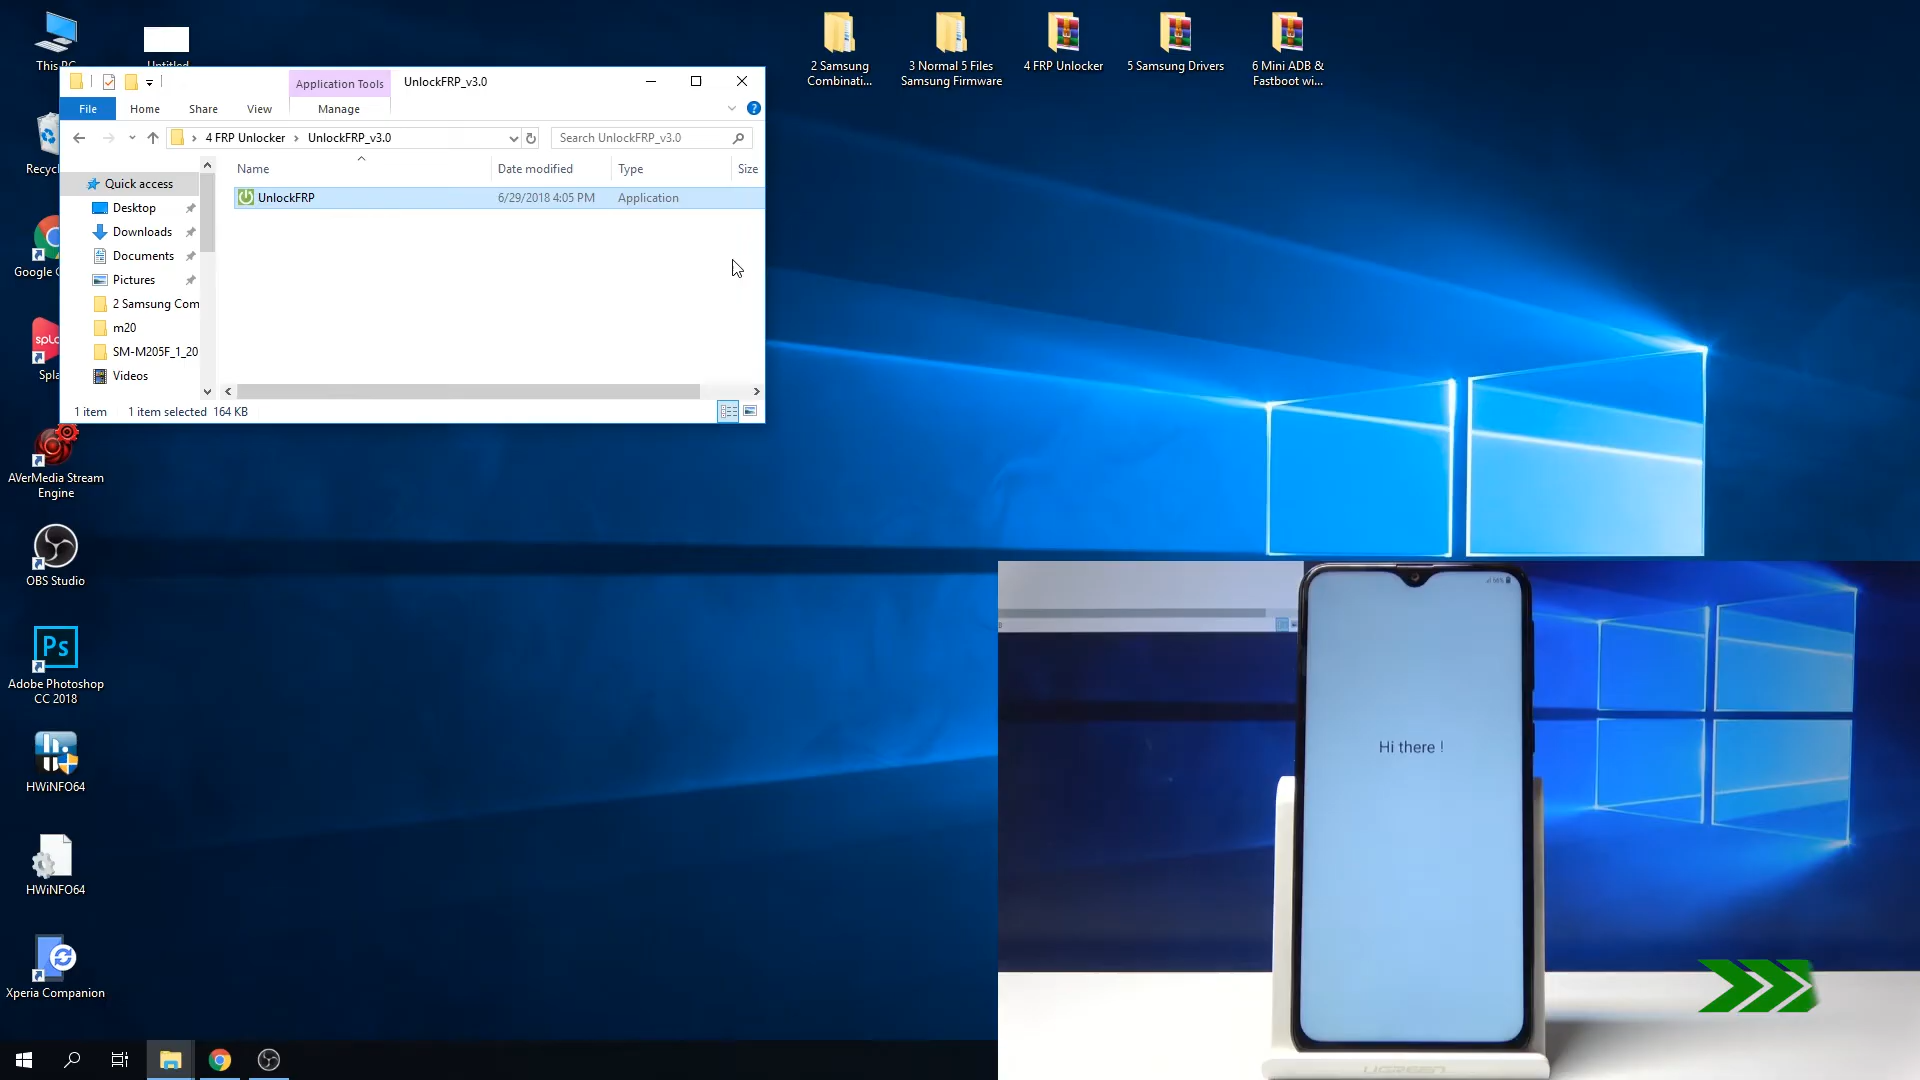 This PC
Untitled
2 Samsung
Combinati...
3 Normal 5 Files
Samsung Firmware
4 FRP Unlocker
5 Samsung Drivers
6 Mini ADB &
Fastboot wi...
Application Tools
UnlockFRP_v3.0
File
Home
Share
View
Manage
4 FRP Unlocker
UnlockFRP_v3.0
Search UnlockFRP_v3.0
Name
Date modified
Type
Size
Quick access
UnlockFRP
6/29/2018 4:05 PM
Application
Desktop
Downloads
Documents
Pictures
2 Samsung Com
m20
SM-M205F_1_20
Videos
1 item
1 item selected
164 KB
Recyc
Google
Spla
AVerMedia Stream
Engine
OBS Studio
Ps
Adobe Photoshop
CC 2018
HWiNFO64
HWiNFO64
Xperia Companion
Hi there !
UGREEN